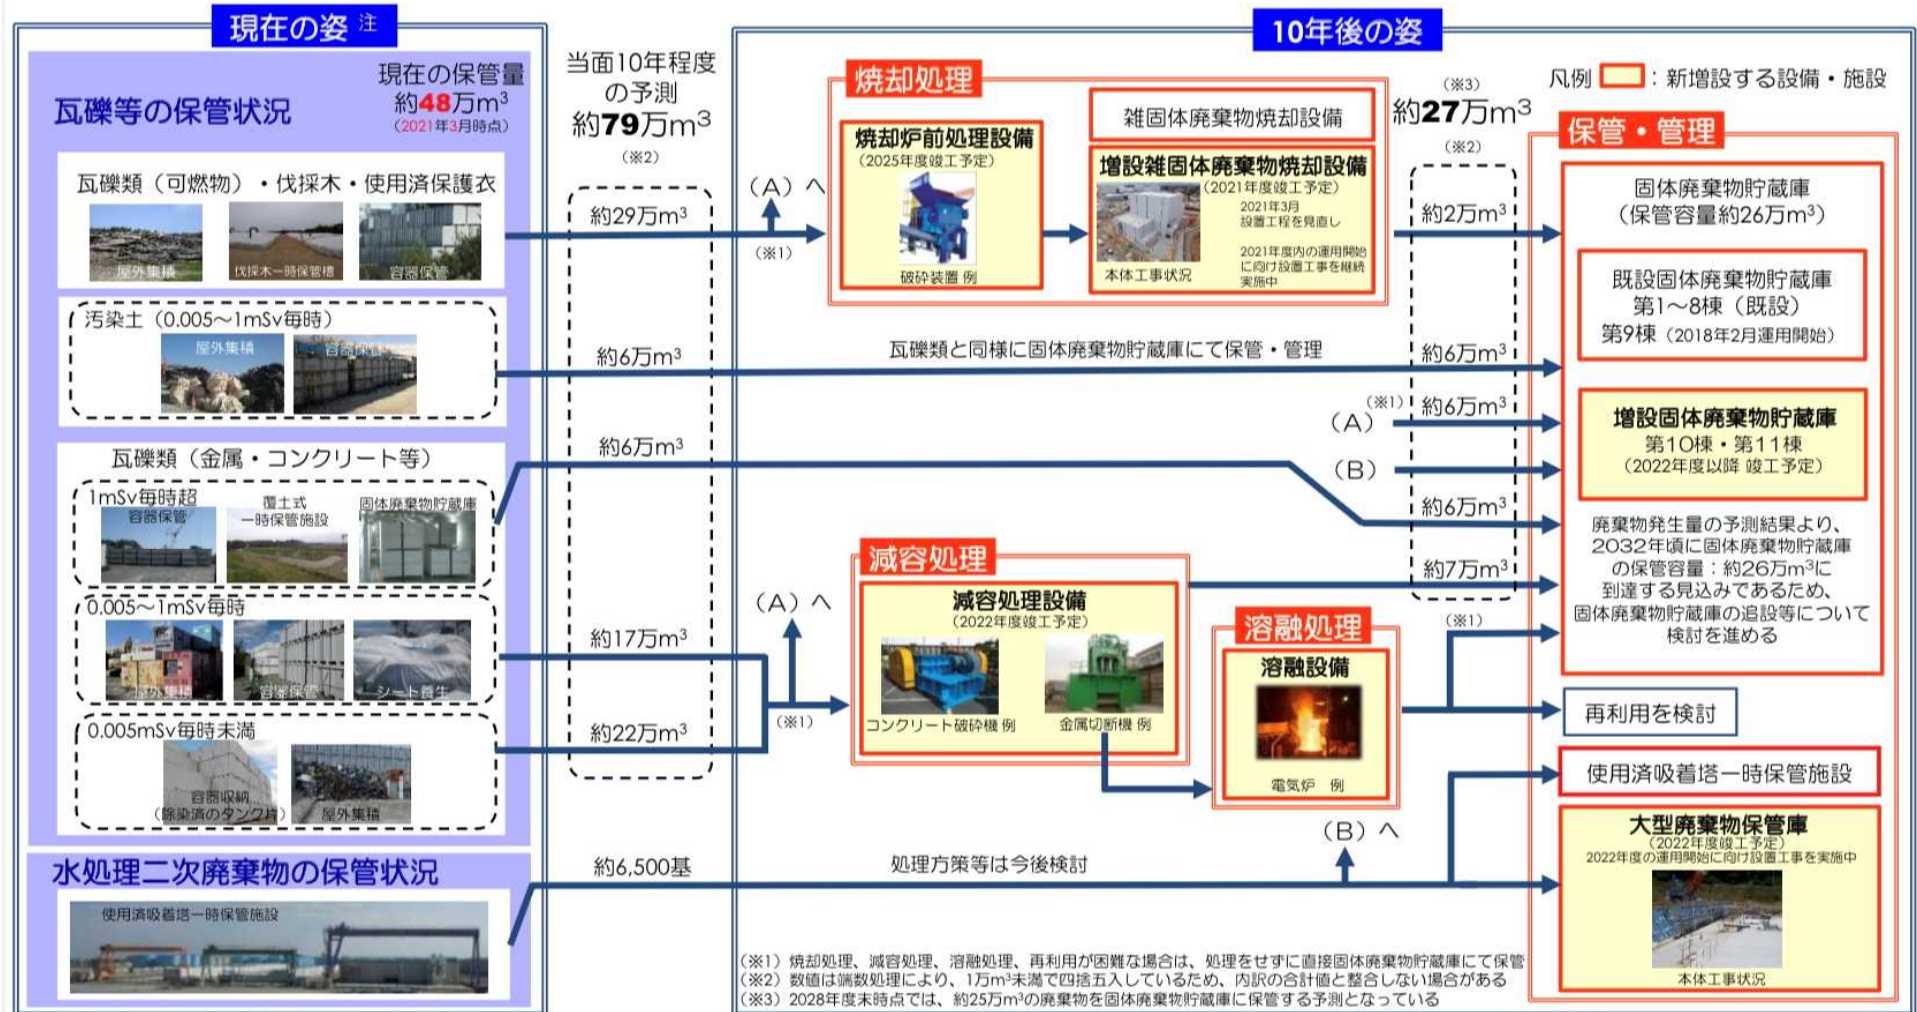 現在の姿 注
瓦礫等の保管状況
現在の保管量
約48万m³
（2021年3月時点）
瓦礫類（可燃物）・伐採木・使用済保護衣
屋外集積
伐採木一時保管槽
容器保管
汚染土（0.005～1mSv毎時）
屋外集積
容器保管
瓦礫類（金属・コンクリート等）
1mSv毎時超
容器保管
覆土式
一時保管施設
固体廃棄物貯蔵庫
0.005～1mSv毎時
屋外集積
容器保管
シート養生
0.005mSv毎時未満
容器収納
（除染済のタンク片）
屋外集積
水処理二次廃棄物の保管状況
使用済吸着塔一時保管施設
当面10年程度
の予測
約79万m³
（※2）
約29万m³
約6万m³
約6万m³
約17万m³
約22万m³
約6,500基
10年後の姿
（A）へ
（※1）
焼却処理
焼却炉前処理設備
（2025年度竣工予定）
破砕装置 例
雑固体廃棄物焼却設備
増設雑固体廃棄物焼却設備
（2021年度竣工予定）
2021年3月
設置工程を見直し
2021年度内の運用開始
に向け設置工事を継続
実施中
本体工事状況
瓦礫類と同様に固体廃棄物貯蔵庫にて保管・管理
（A）へ
（※1）
減容処理
減容処理設備
（2022年度竣工予定）
コンクリート破砕機 例
金属切断機 例
溶融処理
溶融設備
電気炉 例
（B）へ
処理方策等は今後検討
（※3）
約27万m³
（※2）
約2万m³
約6万m³
（A）
（※1）
約6万m³
（B）
約6万m³
約7万m³
（※1）
凡例 ：新増設する設備・施設
保管・管理
固体廃棄物貯蔵庫
（保管容量約26万m³）
既設固体廃棄物貯蔵庫
第1～8棟（既設）
第9棟（2018年2月運用開始）
増設固体廃棄物貯蔵庫
第10棟・第11棟
（2022年度以降 竣工予定）
廃棄物発生量の予測結果より、
2032年頃に固体廃棄物貯蔵庫
の保管容量：約26万m³に
到達する見込みであるため、
固体廃棄物貯蔵庫の追設等について
検討を進める
再利用を検討
使用済吸着塔一時保管施設
大型廃棄物保管庫
（2022年度竣工予定）
2022年度の運用開始に向け設置工事を実施中
本体工事状況
（※1）焼却処理、減容処理、溶融処理、再利用が困難な場合は、処理をせずに直接固体廃棄物貯蔵庫にて保管
（※2）数値は端数処理により、1万m³未満で四捨五入しているため、内訳の合計値と整合しない場合がある
（※3）2028年度末時点では、約25万m³の廃棄物を固体廃棄物貯蔵庫に保管する予測となっている